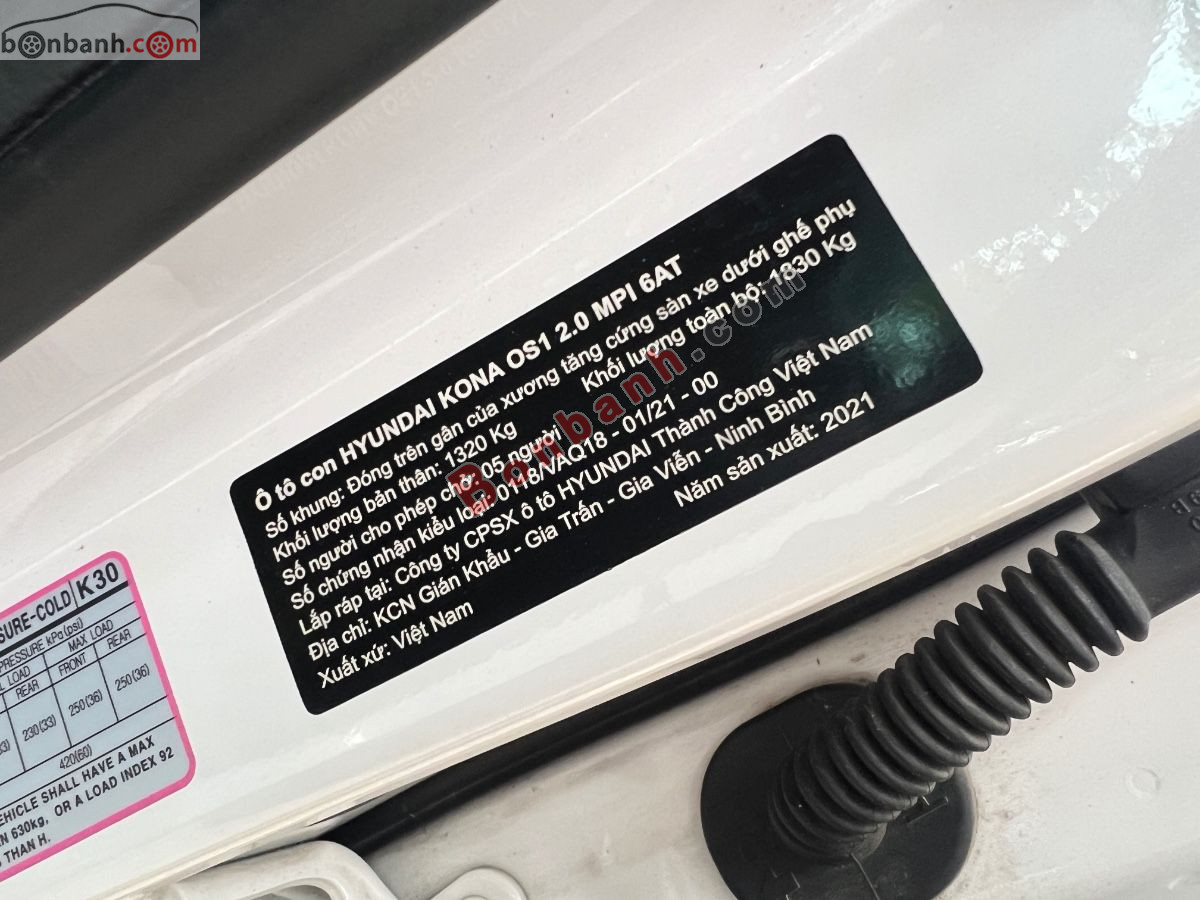 bonbanh.com
Ô tô con HYUNDAI KONA OS1 2.0 MPI 6AT
Số khung: Đóng trên gân của xương tăng cứng sàn xe dưới ghế phụ
Khối lượng bản thân: 1320 Kg Khối lượng toàn bộ: 1830 Kg
Số người cho phép chở: 05 người
Số chứng nhận kiểu loại: 0118/VAQ18 - 01/21 - 00
Lắp ráp tại: Công ty CPSX ô tô HYUNDAI Thành Công Việt Nam
Địa chỉ: KCN Gián Khẩu - Gia Trấn - Gia Viễn - Ninh Bình
Xuất xứ: Việt Nam Năm sản xuất: 2021
Bonbanh.com
SURE-COLD K30
PRESSURE kPa(psi)
LOAD MAX LOAD
REAR FRONT REAR
230(33) 250(36) 250(36)
420(60)
EHICLE SHALL HAVE A MAX
N 630kg, OR A LOAD INDEX 92
THAN H.